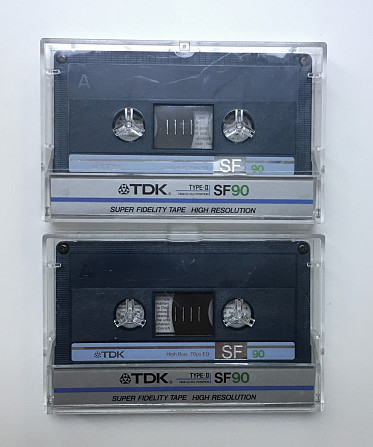 A
SF 90
TDK TYPE-II SF90
SUPER FIDELITY TAPE HIGH RESOLUTION
A
TDK High Bias 70μs EQ SF 90
TDK TYPE-II SF90
SUPER FIDELITY TAPE HIGH RESOLUTION